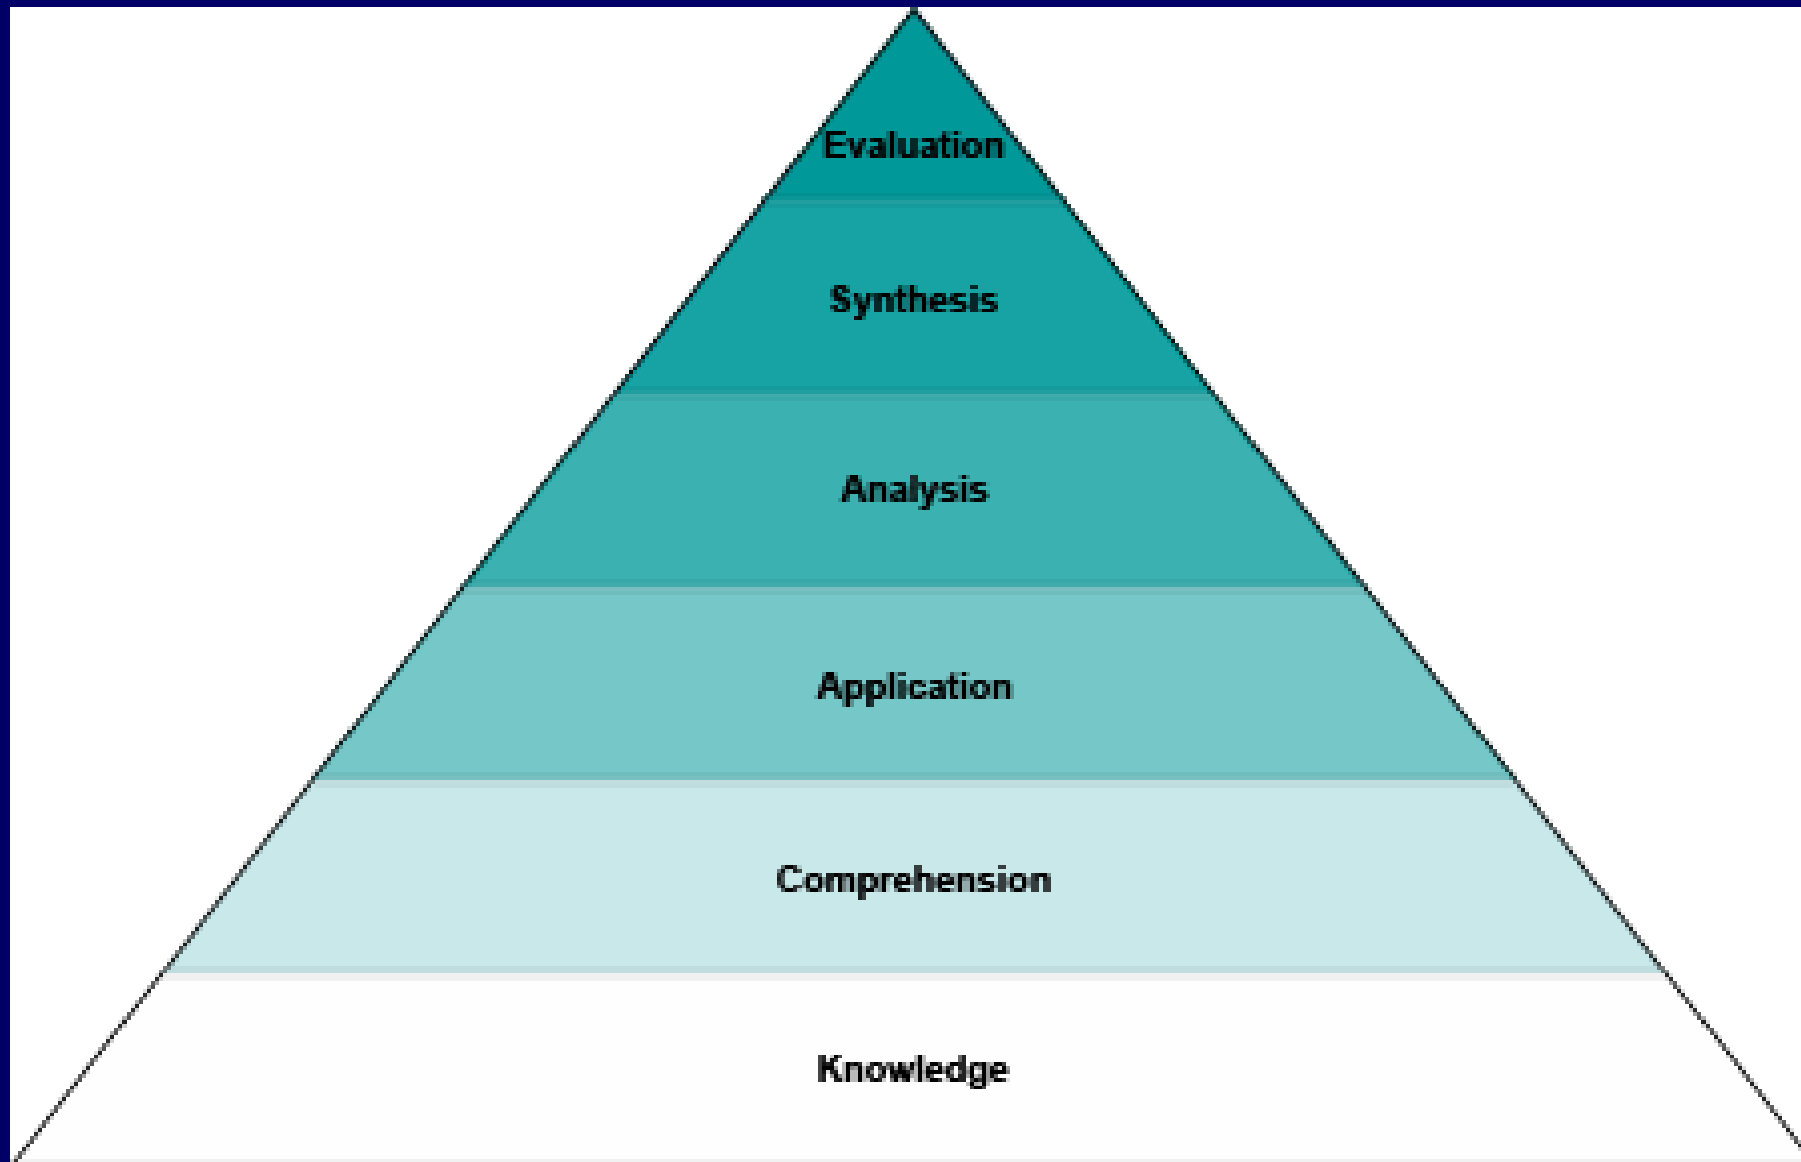 Evaluation
Synthesis
Analysis
Application
Comprehension
Knowledge